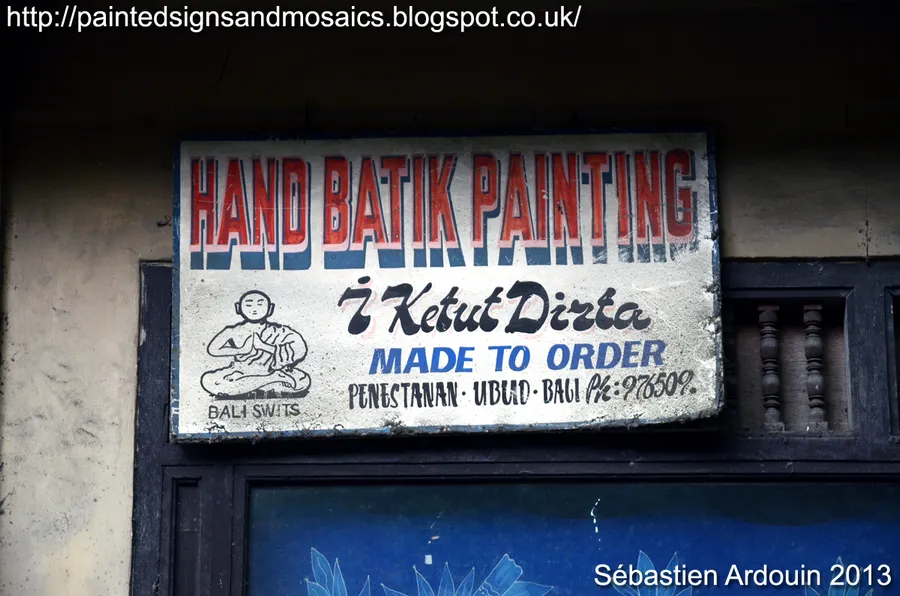 http://paintedsignsandmosaics.blogspot.co.uk/
HAND BATIK PAINTING
i Ketut Dirta
MADE TO ORDER
PENESTANAN · UBUD · BALI Ph: 976509.
BALI SWITS
Sébastien Ardouin 2013